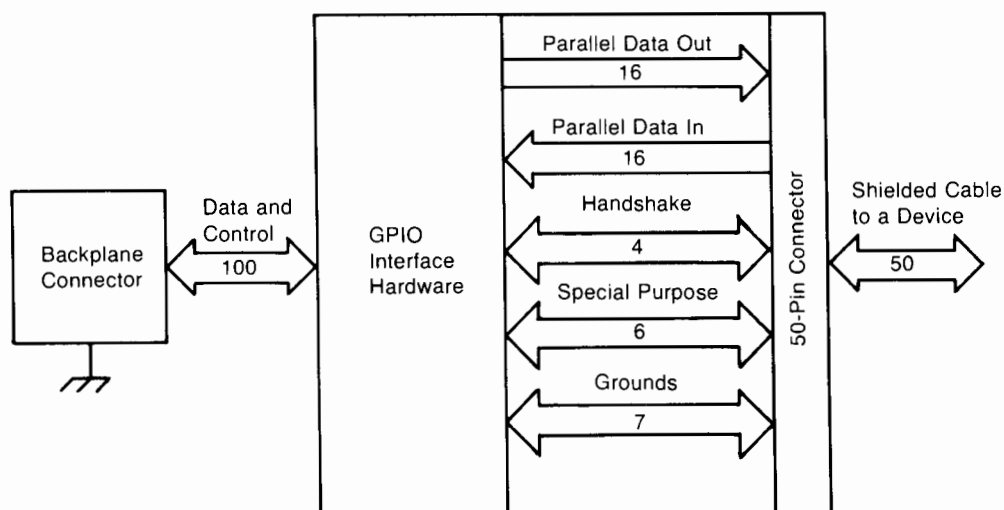 Parallel Data Out
16
Parallel Data In
16
Handshake
4
Special Purpose
6
Grounds
7
Backplane
Connector
Data and
Control
100
GPIO
Interface
Hardware
50-Pin Connector
Shielded Cable
to a Device
50